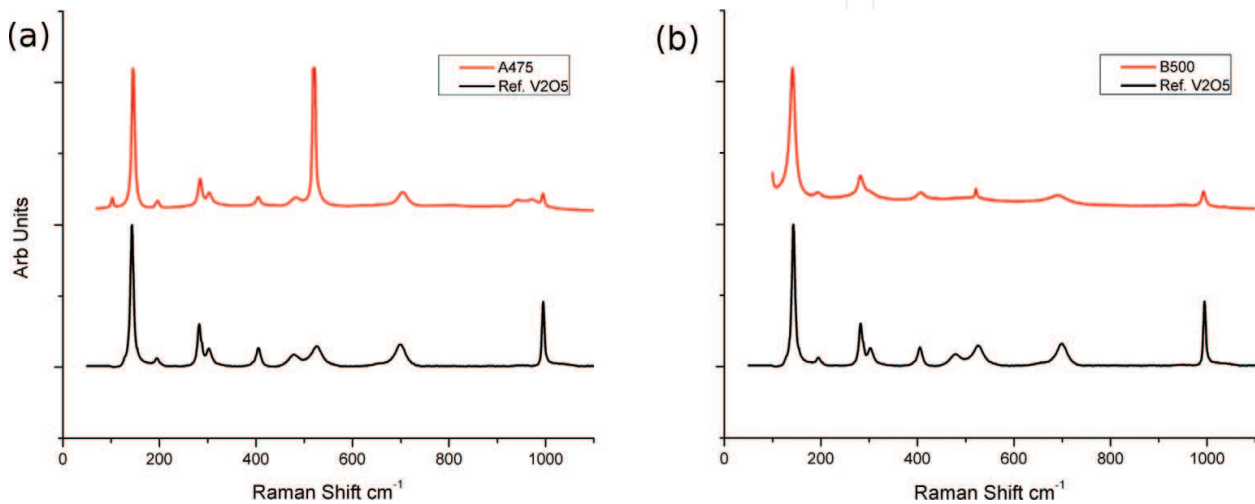 (a)
A475
Ref. V2O5
Arb Units
0 200 400 600 800 1000
Raman Shift cm⁻¹
(b)
B500
Ref. V2O5
0 200 400 600 800 1000
Raman Shift cm⁻¹